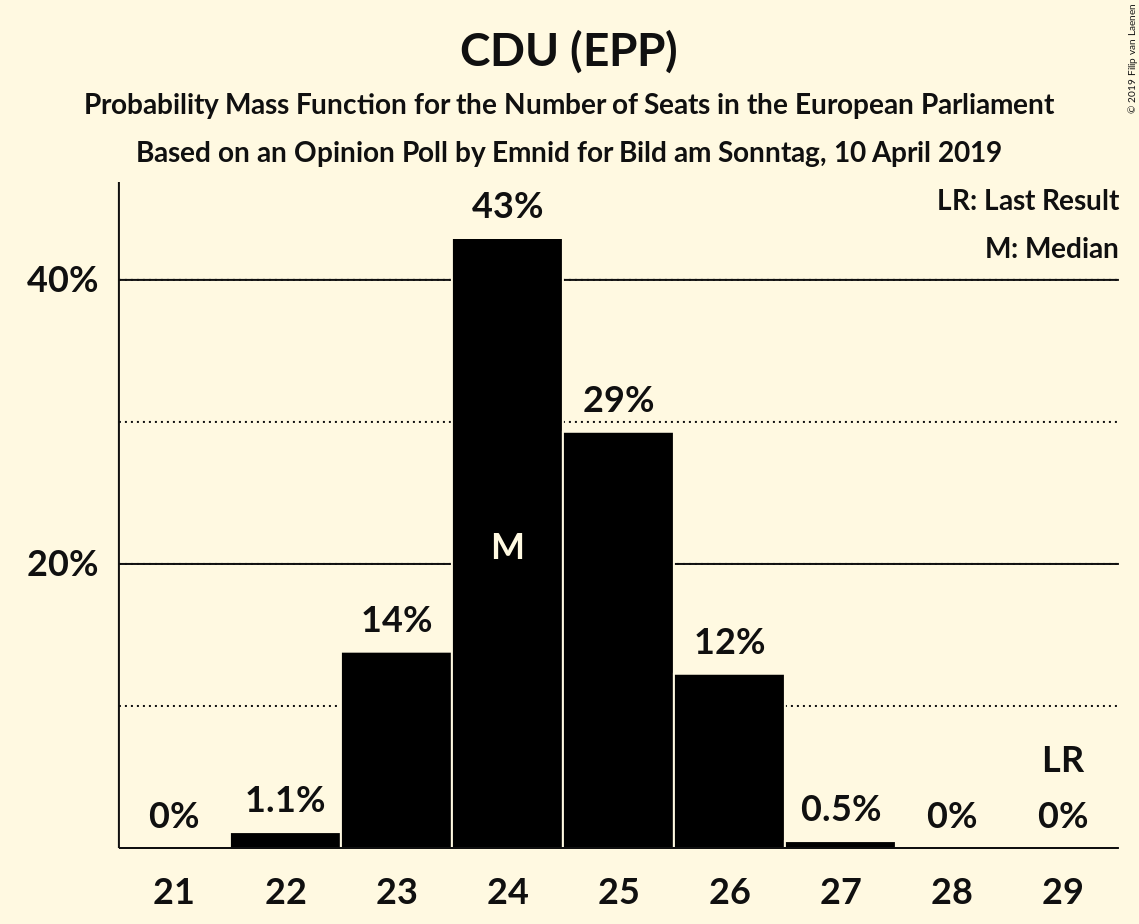 CDU (EPP)
Probability Mass Function for the Number of Seats in the European Parliament
Based on an Opinion Poll by Emnid for Bild am Sonntag, 10 April 2019
© 2019 Filip van Laenen
LR: Last Result
M: Median
43%
40%
29%
M
20%
14%
12%
LR
0%
1.1%
0.5%
0%
0%
21
22
23
24
25
26
27
28
29